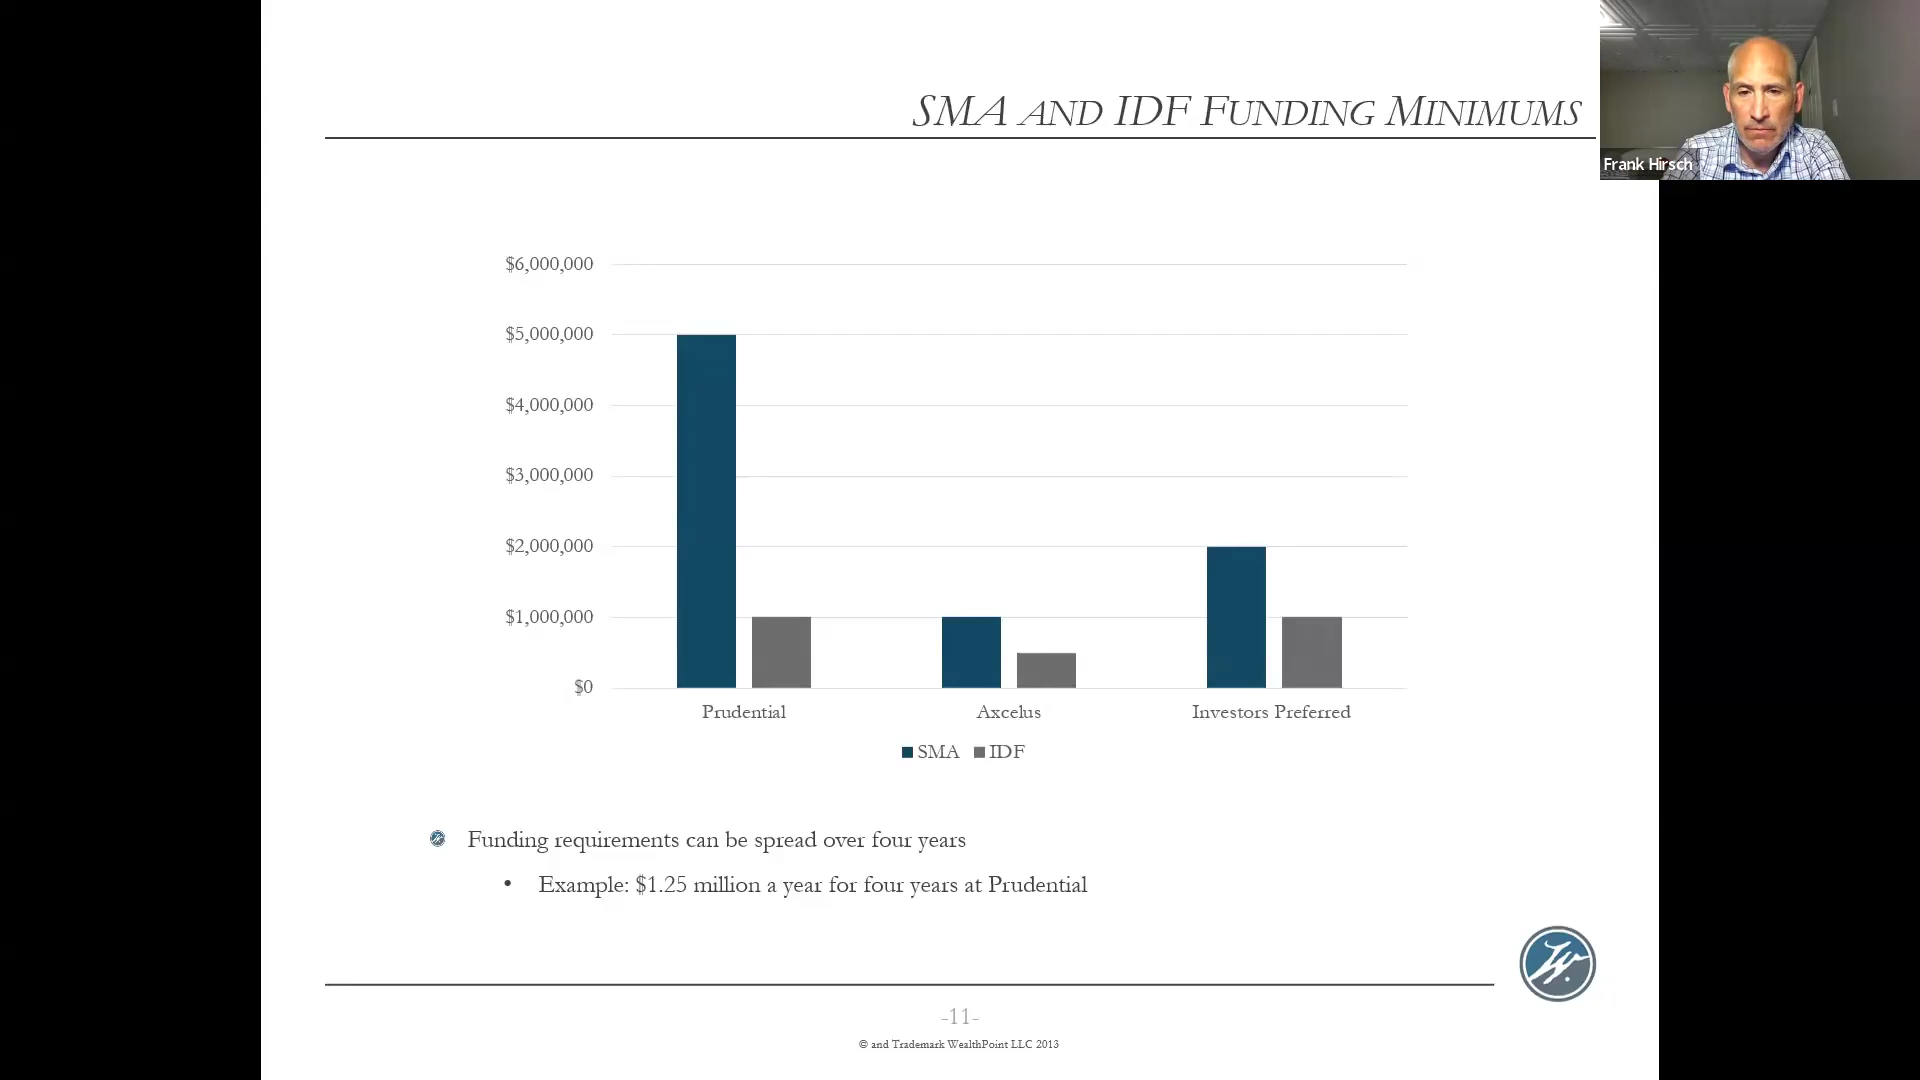 SMA AND IDF FUNDING MINIMUMS
Frank Hirsch
$6,000,000
$5,000,000
$4,000,000
$3,000,000
$2,000,000
$1,000,000
$0
Prudential
Axcelus
Investors Preferred
SMA
IDF
Funding requirements can be spread over four years
• Example: $1.25 million a year for four years at Prudential
-11-
© and Trademark WealthPoint LLC 2013